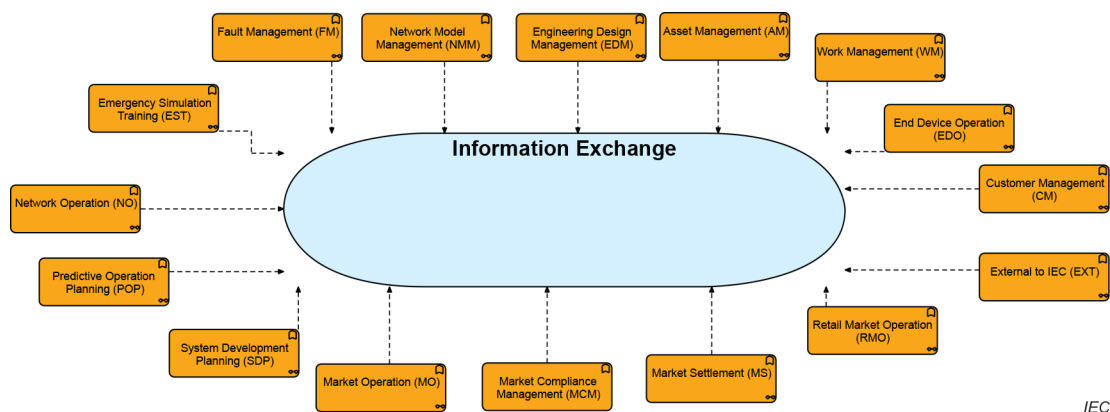 Fault Management (FM)
Network Model
Management (NMM)
Engineering Design
Management (EDM)
Asset Management (AM)
Work Management (WM)
Emergency Simulation
Training (EST)
End Device Operation
(EDO)
Information Exchange
Customer Management
(CM)
Network Operation (NO)
Predictive Operation
Planning (POP)
External to IEC (EXT)
System Development
Planning (SDP)
Retail Market Operation
(RMO)
Market Operation (MO)
Market Compliance
Management (MCM)
Market Settlement (MS)
IEC